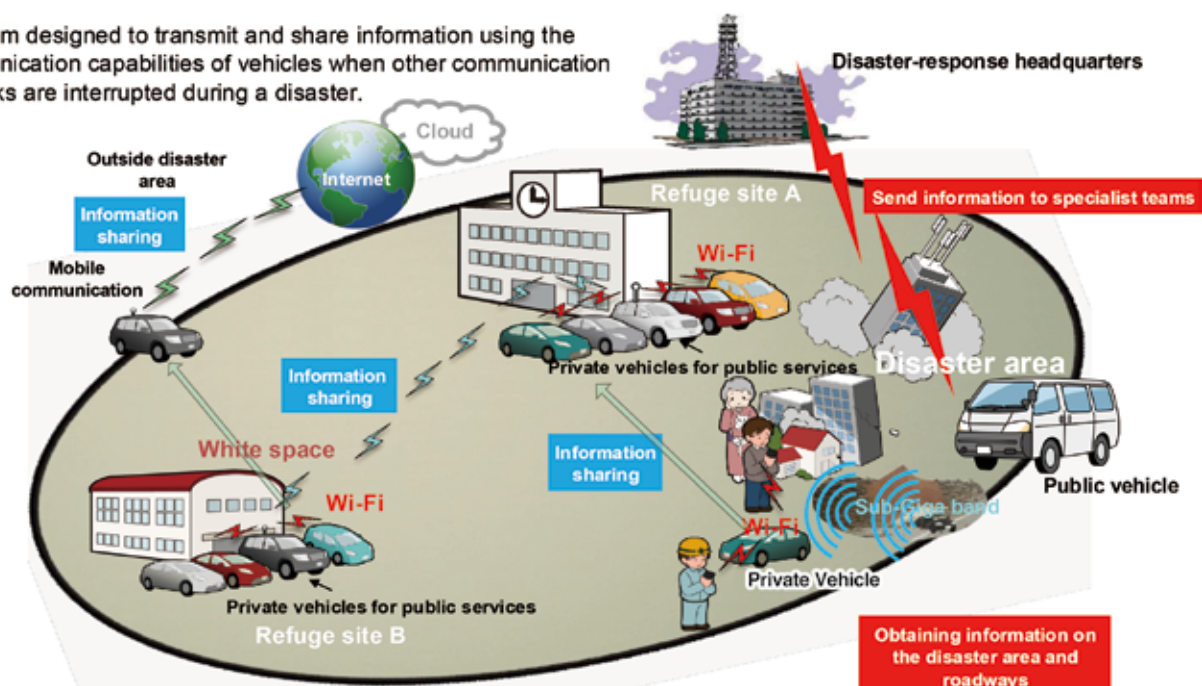 m designed to transmit and share information using the
nication capabilities of vehicles when other communication
ks are interrupted during a disaster.
Disaster-response headquarters
Cloud
Internet
Outside disaster
area
Information
sharing
Mobile
communication
Refuge site A
Send information to specialist teams
Wi-Fi
Private vehicles for public services
Disaster area
Information
sharing
White space
Wi-Fi
Information
sharing
Public vehicle
Sub-Giga band
Wi-Fi
Private Vehicle
Private vehicles for public services
Refuge site B
Obtaining information on
the disaster area and
roadways